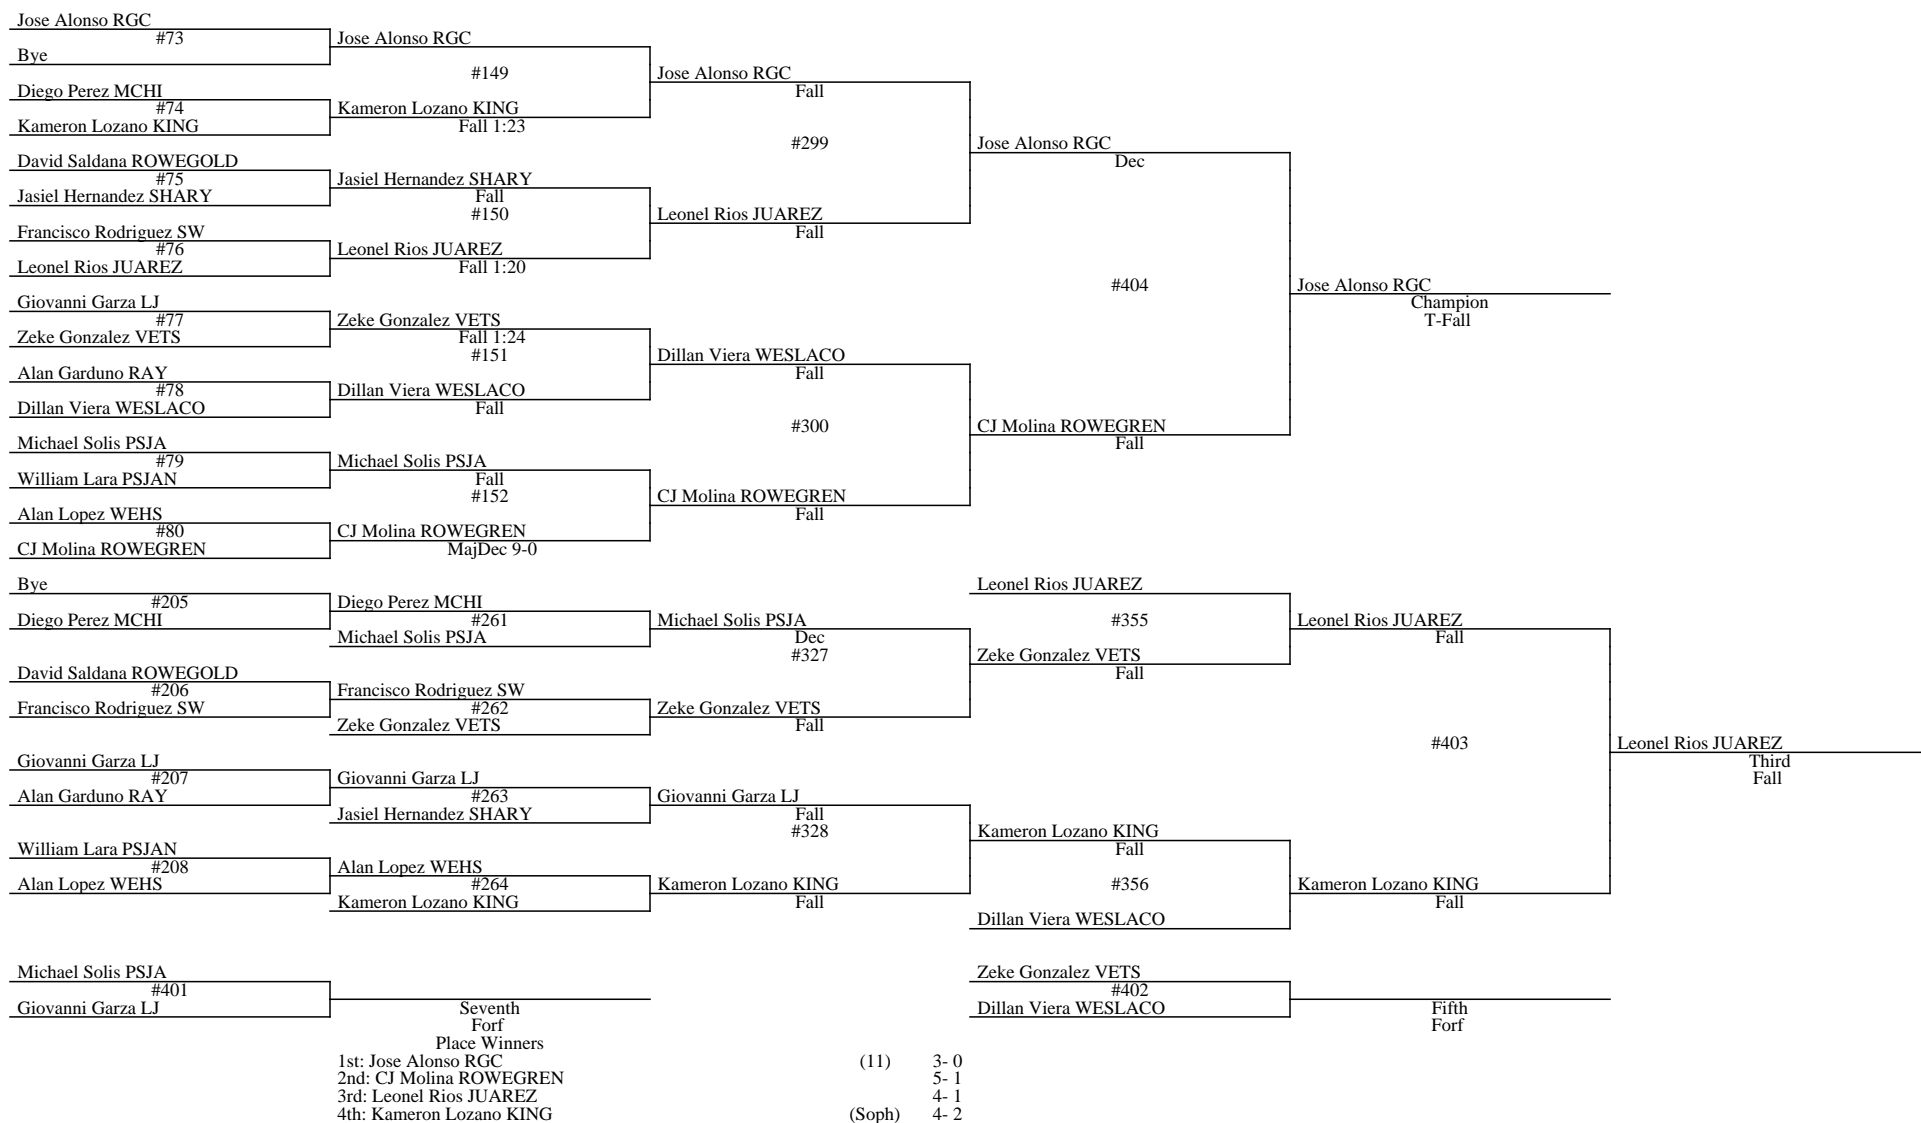 Jose Alonso RGC
#73
Bye
Jose Alonso RGC
#149
Diego Perez MCHI
#74
Kameron Lozano KING
Kameron Lozano KING
Fall 1:23
Jose Alonso RGC
Fall
#299
David Saldana ROWEGOLD
#75
Jasiel Hernandez SHARY
Jasiel Hernandez SHARY
Fall
#150
Francisco Rodriguez SW
#76
Leonel Rios JUAREZ
Leonel Rios JUAREZ
Fall 1:20
Leonel Rios JUAREZ
Fall
Jose Alonso RGC
Dec
#404
Giovanni Garza LJ
#77
Zeke Gonzalez VETS
Zeke Gonzalez VETS
Fall 1:24
#151
Alan Garduno RAY
#78
Dillan Viera WESLACO
Dillan Viera WESLACO
Fall
Dillan Viera WESLACO
Fall
#300
Michael Solis PSJA
#79
William Lara PSJAN
Michael Solis PSJA
Fall
#152
Alan Lopez WEHS
#80
CJ Molina ROWEGREN
CJ Molina ROWEGREN
MajDec 9-0
CJ Molina ROWEGREN
Fall
CJ Molina ROWEGREN
Fall
Jose Alonso RGC
Champion
T-Fall
Bye
#205
Diego Perez MCHI
Diego Perez MCHI
#261
Michael Solis PSJA
Michael Solis PSJA
Dec
#327
David Saldana ROWEGOLD
#206
Francisco Rodriguez SW
Francisco Rodriguez SW
#262
Zeke Gonzalez VETS
Zeke Gonzalez VETS
Fall
Leonel Rios JUAREZ
#355
Zeke Gonzalez VETS
Fall
Leonel Rios JUAREZ
Fall
#403
Giovanni Garza LJ
#207
Alan Garduno RAY
Giovanni Garza LJ
#263
Jasiel Hernandez SHARY
Giovanni Garza LJ
Fall
#328
William Lara PSJAN
#208
Alan Lopez WEHS
Alan Lopez WEHS
#264
Kameron Lozano KING
Kameron Lozano KING
Fall
Kameron Lozano KING
Fall
#356
Dillan Viera WESLACO
Kameron Lozano KING
Fall
Leonel Rios JUAREZ
Third
Fall
Michael Solis PSJA
#401
Giovanni Garza LJ
Seventh
Forf
Zeke Gonzalez VETS
#402
Dillan Viera WESLACO
Fifth
Forf
Place Winners
1st: Jose Alonso RGC (11) 3- 0
2nd: CJ Molina ROWEGREN 5- 1
3rd: Leonel Rios JUAREZ 4- 1
4th: Kameron Lozano KING (Soph) 4- 2